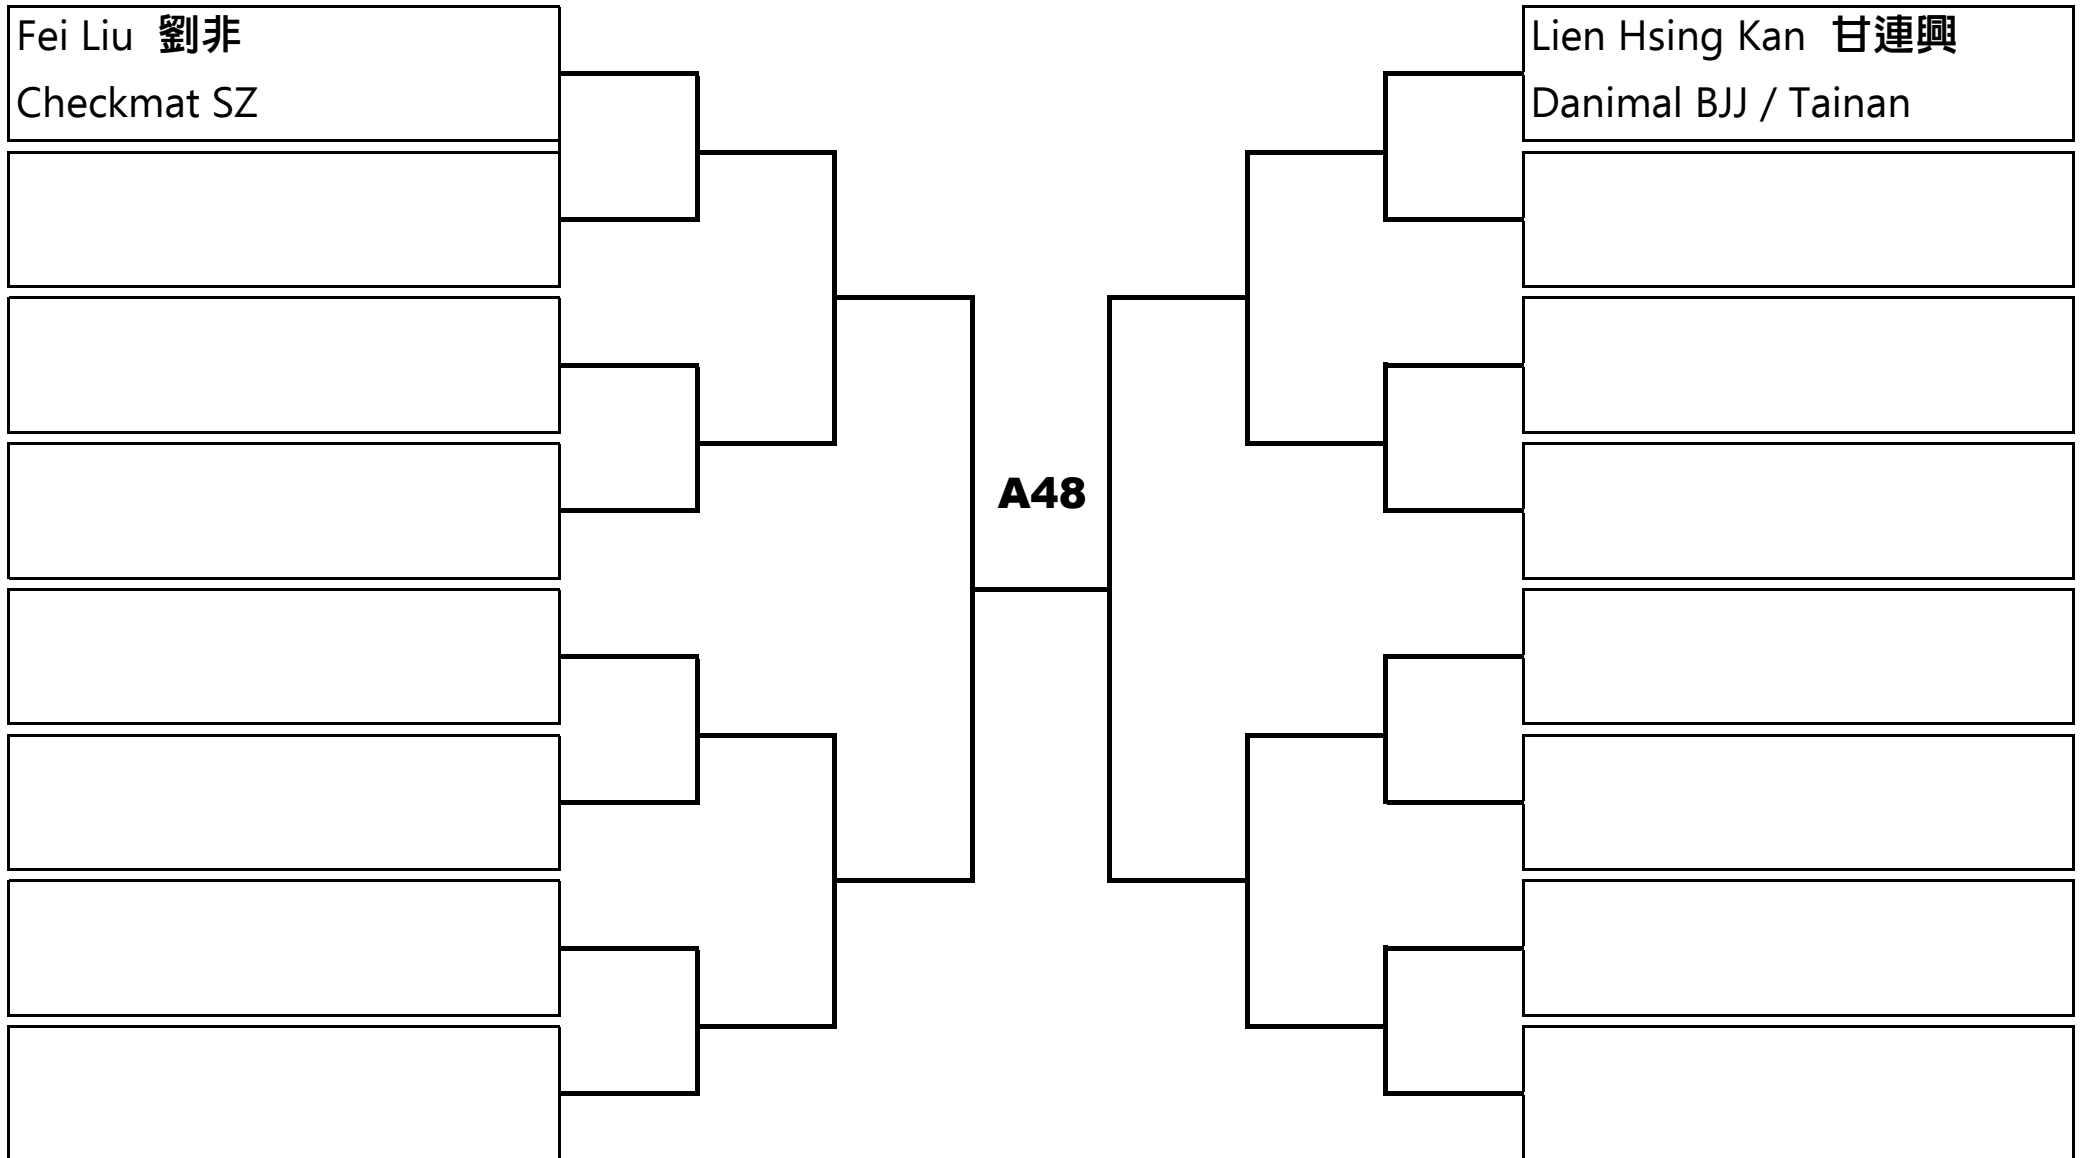 Fei Liu 劉非
Checkmat SZ
Lien Hsing Kan 甘連興
Danimal BJJ / Tainan
A48